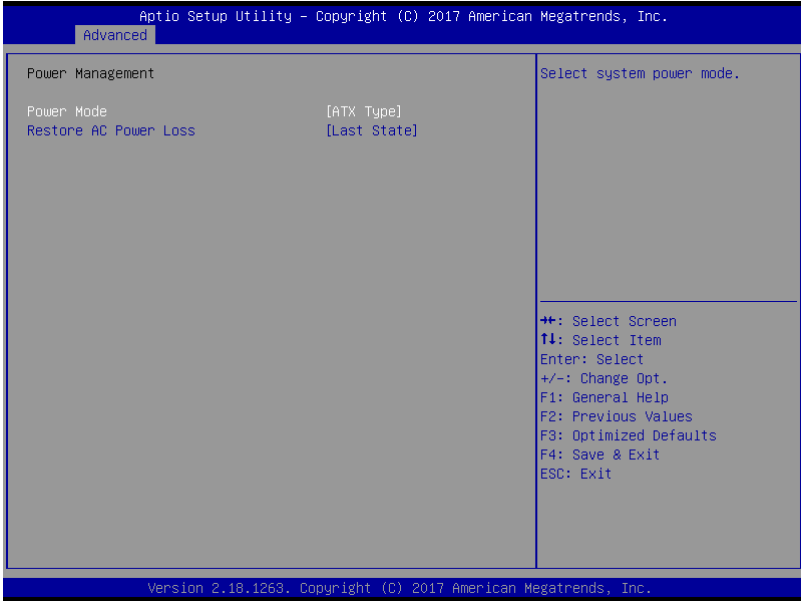 Aptio Setup Utility – Copyright (C) 2017 American Megatrends, Inc.
Advanced
Power Management
Power Mode [ATX Type]
Restore AC Power Loss [Last State]
Select system power mode.
→←: Select Screen
↑↓: Select Item
Enter: Select
+/-: Change Opt.
F1: General Help
F2: Previous Values
F3: Optimized Defaults
F4: Save & Exit
ESC: Exit
Version 2.18.1263. Copyright (C) 2017 American Megatrends, Inc.